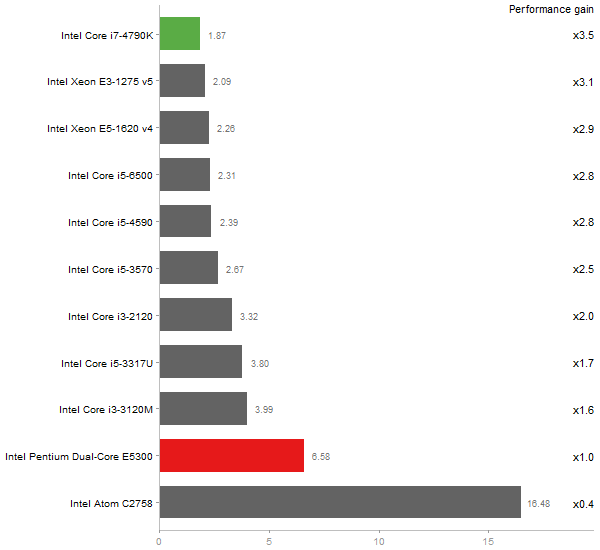 Performance gain
Intel Core i7-4790K 1.87 x3.5
Intel Xeon E3-1275 v5 2.09 x3.1
Intel Xeon E5-1620 v4 2.26 x2.9
Intel Core i5-6500 2.31 x2.8
Intel Core i5-4590 2.39 x2.8
Intel Core i5-3570 2.67 x2.5
Intel Core i3-2120 3.32 x2.0
Intel Core i5-3317U 3.80 x1.7
Intel Core i3-3120M 3.99 x1.6
Intel Pentium Dual-Core E5300 6.58 x1.0
Intel Atom C2758 16.48 x0.4
0 5 10 15